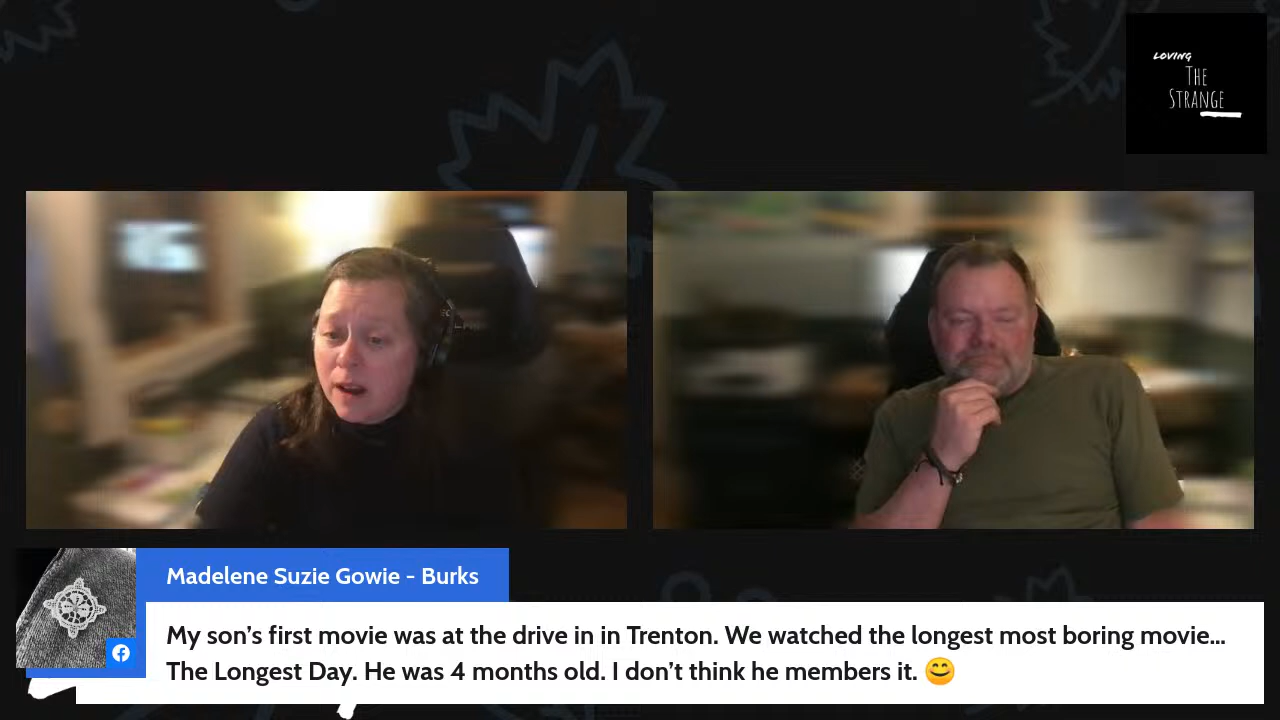 LOVING
THE
STRANGE
Madelene Suzie Gowie - Burks
My son's first movie was at the drive in in Trenton. We watched the longest most boring movie...
The Longest Day. He was 4 months old. I don't think he members it. 😊